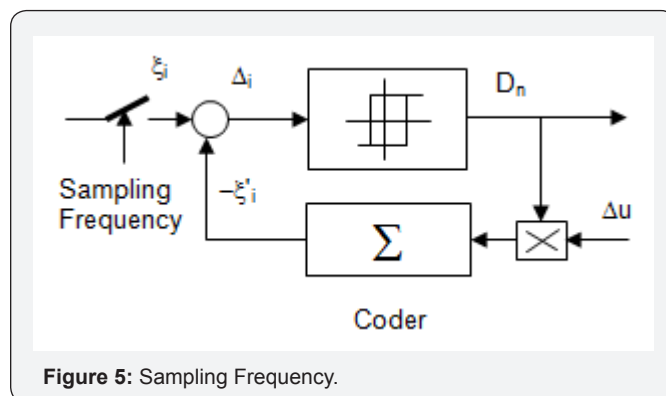 ξi
Δi
Dn
Sampling
Frequency
–ξ'i
Σ
Δu
Coder
Figure 5: Sampling Frequency.